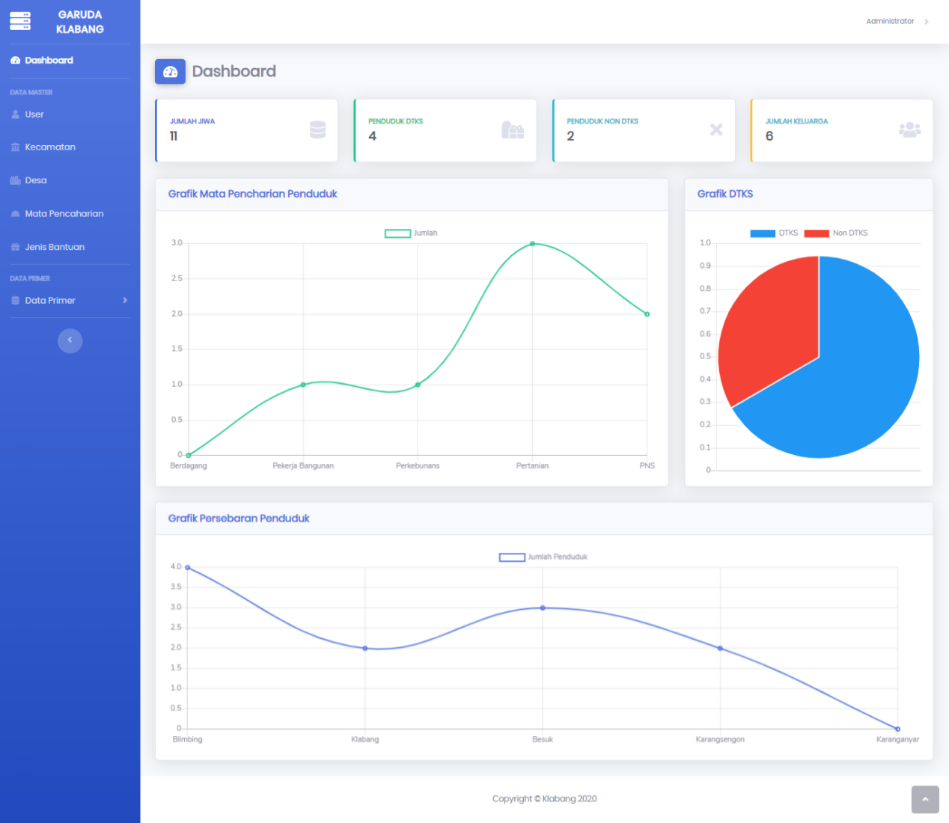 GARUDA
KLABANG
Administrator
Dashboard
DATA MASTER
User
Kecamatan
Desa
Mata Pencaharian
Jenis Bantuan
DATA PRIMER
Data Primer
Dashboard
JUMLAH JIWA
11
PENDUDUK DTKS
4
PENDUDUK NON DTKS
2
JUMLAH KELUARGA
6
Grafik Mata Pencharian Penduduk
Jumlah
3.0
2.5
2.0
1.5
1.0
0.5
0
Berdagang Pekerja Bangunan Perkebunans Pertanian PNS
Grafik DTKS
DTKS Non DTKS
1.0
0.9
0.8
0.7
0.6
0.5
0.4
0.3
0.2
0.1
0
Grafik Persebaran Penduduk
Jumlah Penduduk
4.0
3.5
3.0
2.5
2.0
1.5
1.0
0.5
0
Blimbing Klabang Besuk Karangsengon Karanganyar
Copyright © Klabang 2020